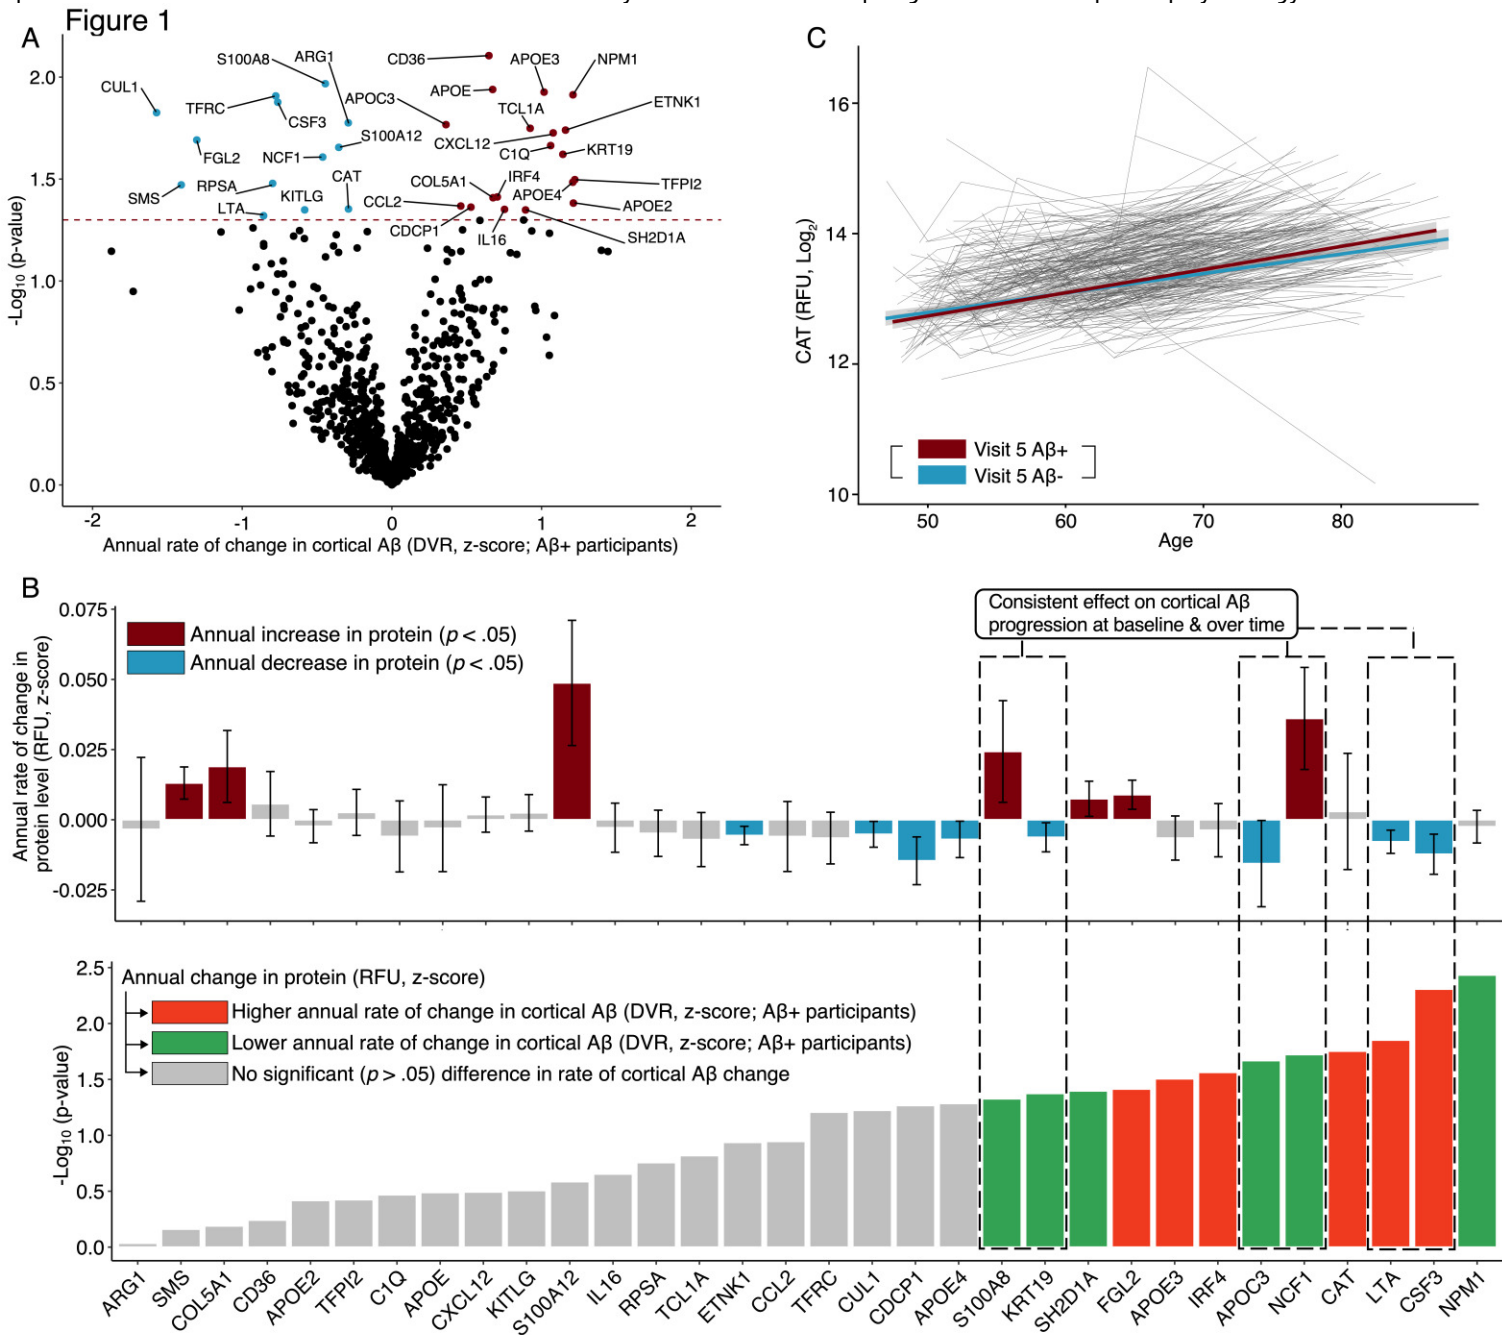 Figure 1
A
2.0
1.5
1.0
0.5
0.0
-Log10 (p-value)
CUL1
S100A8
ARG1
TFRC
CSF3
FGL2
NCF1
S100A12
SMS
RPSA
LTA
KITLG
CAT
CD36
APOE3
NPM1
APOE
APOC3
TCL1A
ETNK1
CXCL12
C1Q
KRT19
COL5A1
IRF4
APOE4
TFPI2
CCL2
APOE2
CDCP1
IL16
SH2D1A
-2
-1
0
1
2
Annual rate of change in cortical Aβ (DVR, z-score; Aβ+ participants)
C
16
14
12
10
CAT (RFU, Log2)
Visit 5 Aβ+
Visit 5 Aβ-
50
60
70
80
Age
B
0.075
0.050
0.025
0.000
-0.025
Annual rate of change in
protein level (RFU, z-score)
Annual increase in protein (p < .05)
Annual decrease in protein (p < .05)
Consistent effect on cortical Aβ
progression at baseline & over time
2.5
2.0
1.5
1.0
0.5
0.0
-Log10 (p-value)
Annual change in protein (RFU, z-score)
Higher annual rate of change in cortical Aβ (DVR, z-score; Aβ+ participants)
Lower annual rate of change in cortical Aβ (DVR, z-score; Aβ+ participants)
No significant (p > .05) difference in rate of cortical Aβ change
ARG1
SMS
COL5A1
CD36
APOE2
TFPI2
C1Q
APOE
CXCL12
KITLG
S100A12
IL16
RPSA
TCL1A
ETNK1
CCL2
TFRC
CUL1
CDCP1
APOE4
S100A8
KRT19
SH2D1A
FGL2
APOE3
IRF4
APOC3
NCF1
CAT
LTA
CSF3
NPM1